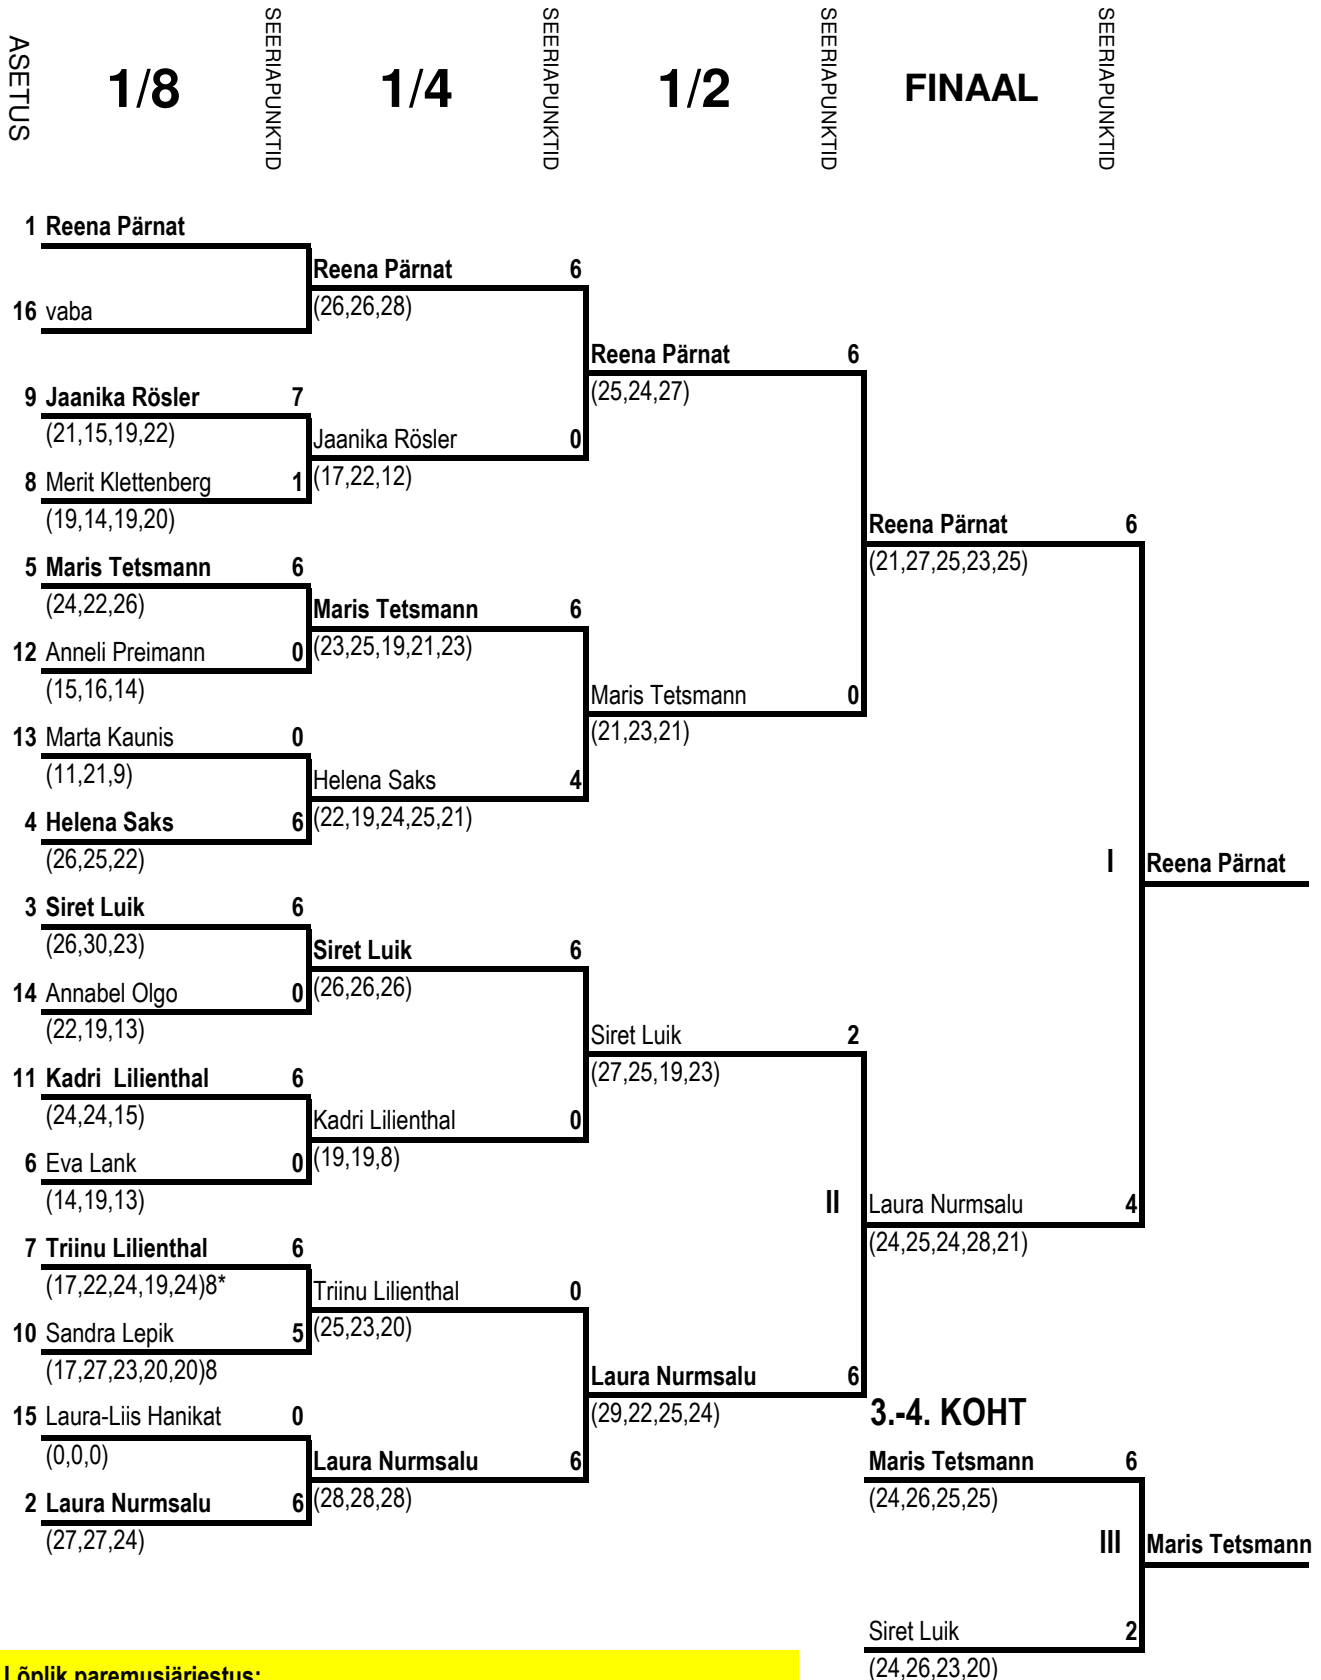 ASETUS
1/8
SEERIAPUNKTID
1/4
SEERIAPUNKTID
1/2
SEERIAPUNKTID
FINAAL
SEERIAPUNKTID
1 Reena Pärnat
16 vaba
9 Jaanika Rösler 7
(21,15,19,22)
8 Merit Klettenberg 1
(19,14,19,20)
5 Maris Tetsmann 6
(24,22,26)
12 Anneli Preimann 0
(15,16,14)
13 Marta Kaunis 0
(11,21,9)
4 Helena Saks 6
(26,25,22)
3 Siret Luik 6
(26,30,23)
14 Annabel Olgo 0
(22,19,13)
11 Kadri Lilienthal 6
(24,24,15)
6 Eva Lank 0
(14,19,13)
7 Triinu Lilienthal 6
(17,22,24,19,24)8*
10 Sandra Lepik 5
(17,27,23,20,20)8
15 Laura-Liis Hanikat 0
(0,0,0)
2 Laura Nurmsalu 6
(27,27,24)
Reena Pärnat 6
(26,26,28)
Jaanika Rösler 0
(17,22,12)
Maris Tetsmann 6
(23,25,19,21,23)
Helena Saks 4
(22,19,24,25,21)
Siret Luik 6
(26,26,26)
Kadri Lilienthal 0
(19,19,8)
Triinu Lilienthal 0
(25,23,20)
Laura Nurmsalu 6
(28,28,28)
Reena Pärnat 6
(25,24,27)
Maris Tetsmann 0
(21,23,21)
Siret Luik 2
(27,25,19,23)
Laura Nurmsalu 6
(29,22,25,24)
Reena Pärnat 6
(21,27,25,23,25)
II
Laura Nurmsalu 4
(24,25,24,28,21)
I
Reena Pärnat
3.-4. KOHT
Maris Tetsmann 6
(24,26,25,25)
III
Maris Tetsmann
Siret Luik 2
(24,26,23,20)
Lõplik paremusjärjestus: